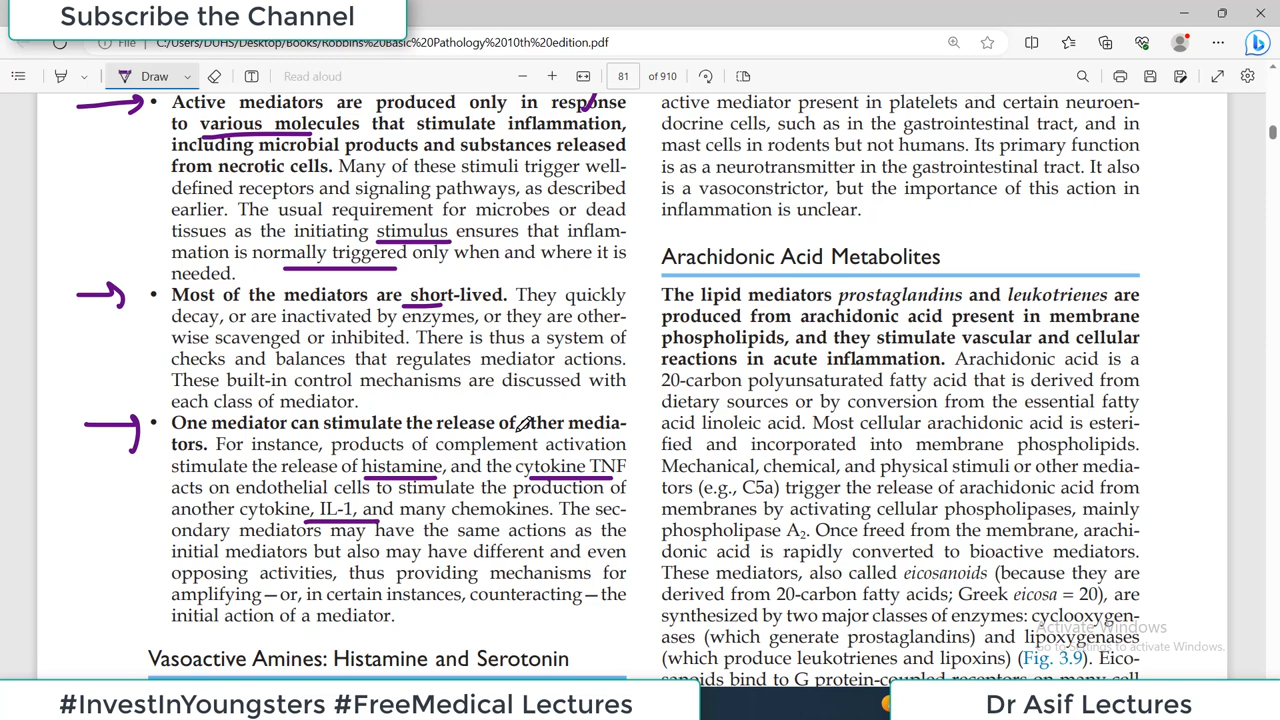 Subscribe the Channel
File
C:/Users/DUHS/Desktop/Books/Robbins%20Basic%20Pathology%2010th%20edition.pdf
Draw
Read aloud
81
of 910
• Active mediators are produced only in response
to various molecules that stimulate inflammation,
including microbial products and substances released
from necrotic cells. Many of these stimuli trigger well-
defined receptors and signaling pathways, as described
earlier. The usual requirement for microbes or dead
tissues as the initiating stimulus ensures that inflam-
mation is normally triggered only when and where it is
needed.
• Most of the mediators are short-lived. They quickly
decay, or are inactivated by enzymes, or they are other-
wise scavenged or inhibited. There is thus a system of
checks and balances that regulates mediator actions.
These built-in control mechanisms are discussed with
each class of mediator.
• One mediator can stimulate the release of other media-
tors. For instance, products of complement activation
stimulate the release of histamine, and the cytokine TNF
acts on endothelial cells to stimulate the production of
another cytokine, IL-1, and many chemokines. The sec-
ondary mediators may have the same actions as the
initial mediators but also may have different and even
opposing activities, thus providing mechanisms for
amplifying—or, in certain instances, counteracting—the
initial action of a mediator.
Vasoactive Amines: Histamine and Serotonin
active mediator present in platelets and certain neuroen-
docrine cells, such as in the gastrointestinal tract, and in
mast cells in rodents but not humans. Its primary function
is as a neurotransmitter in the gastrointestinal tract. It also
is a vasoconstrictor, but the importance of this action in
inflammation is unclear.
Arachidonic Acid Metabolites
The lipid mediators prostaglandins and leukotrienes are
produced from arachidonic acid present in membrane
phospholipids, and they stimulate vascular and cellular
reactions in acute inflammation. Arachidonic acid is a
20-carbon polyunsaturated fatty acid that is derived from
dietary sources or by conversion from the essential fatty
acid linoleic acid. Most cellular arachidonic acid is esteri-
fied and incorporated into membrane phospholipids.
Mechanical, chemical, and physical stimuli or other media-
tors (e.g., C5a) trigger the release of arachidonic acid from
membranes by activating cellular phospholipases, mainly
phospholipase A2. Once freed from the membrane, arachi-
donic acid is rapidly converted to bioactive mediators.
These mediators, also called eicosanoids (because they are
derived from 20-carbon fatty acids; Greek eicosa = 20), are
synthesized by two major classes of enzymes: cyclooxygen-
ases (which generate prostaglandins) and lipoxygenases
(which produce leukotrienes and lipoxins) (Fig. 3.9). Eico-
sanoids bind to G protein-coupled receptors on many cell
Activate Windows
Go to Settings to activate Windows.
#InvestInYoungsters #FreeMedical Lectures
Dr Asif Lectures